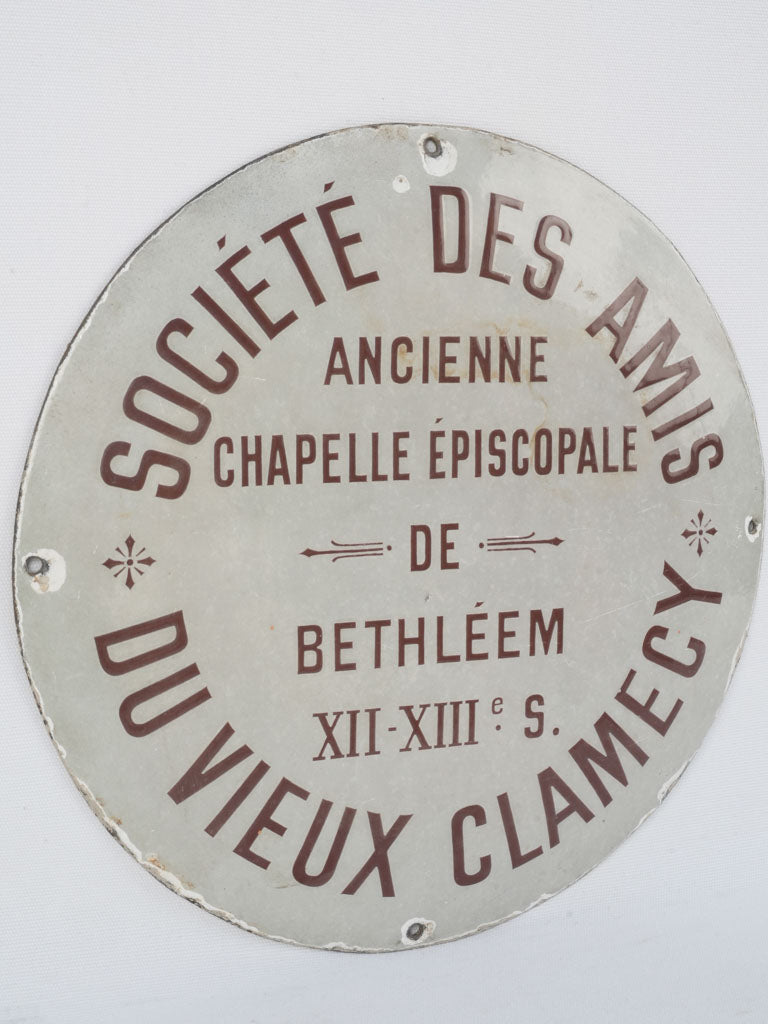 SOCIÉTÉ DES AMIS
ANCIENNE
CHAPELLE ÉPISCOPALE
DE
BETHLÉEM
XII-XIIIe S.
DU VIEUX CLAMECY